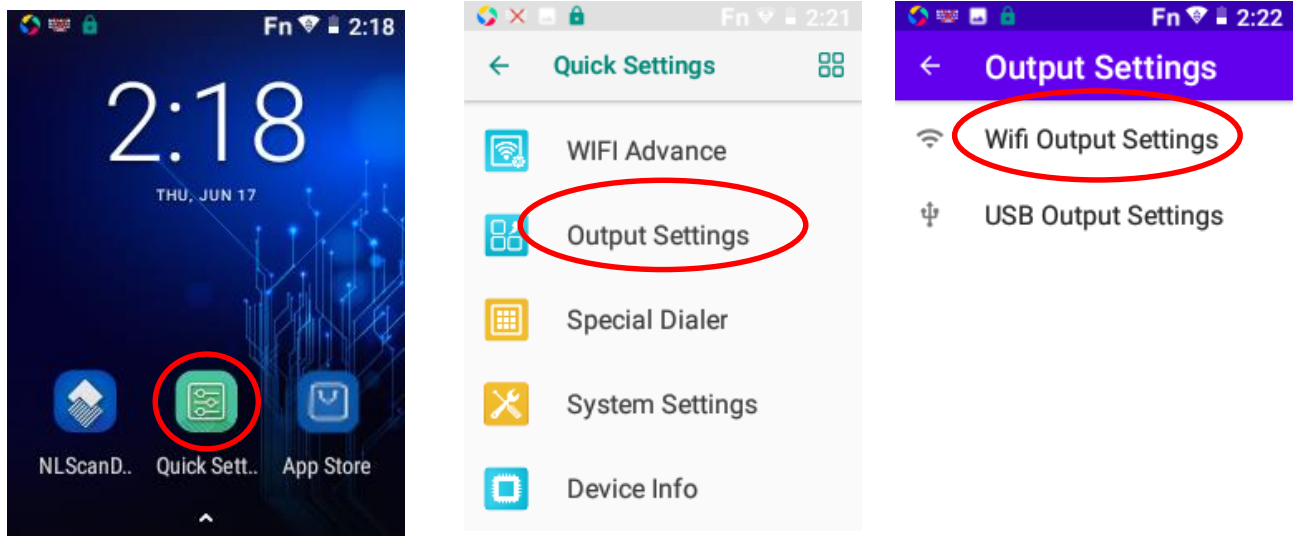 Fn 2:18
2:18
THU, JUN 17
NLScanD..
Quick Sett..
App Store
Fn 2:21
Quick Settings
WIFI Advance
Output Settings
Special Dialer
System Settings
Device Info
Fn 2:22
Output Settings
Wifi Output Settings
USB Output Settings